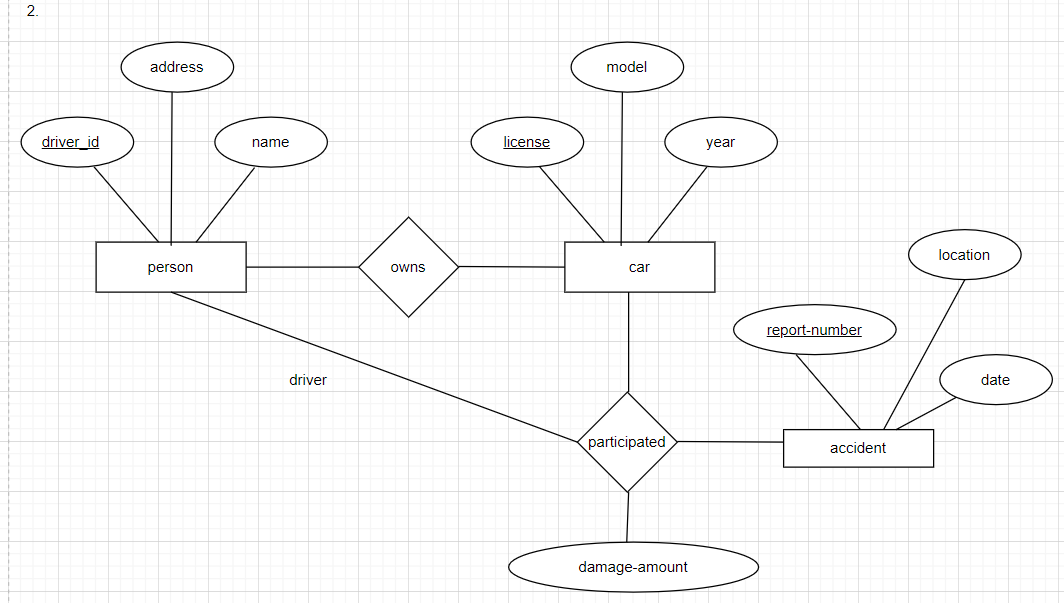 2.
address
model
driver_id
name
license
year
person
owns
car
location
report-number
driver
date
participated
accident
damage-amount